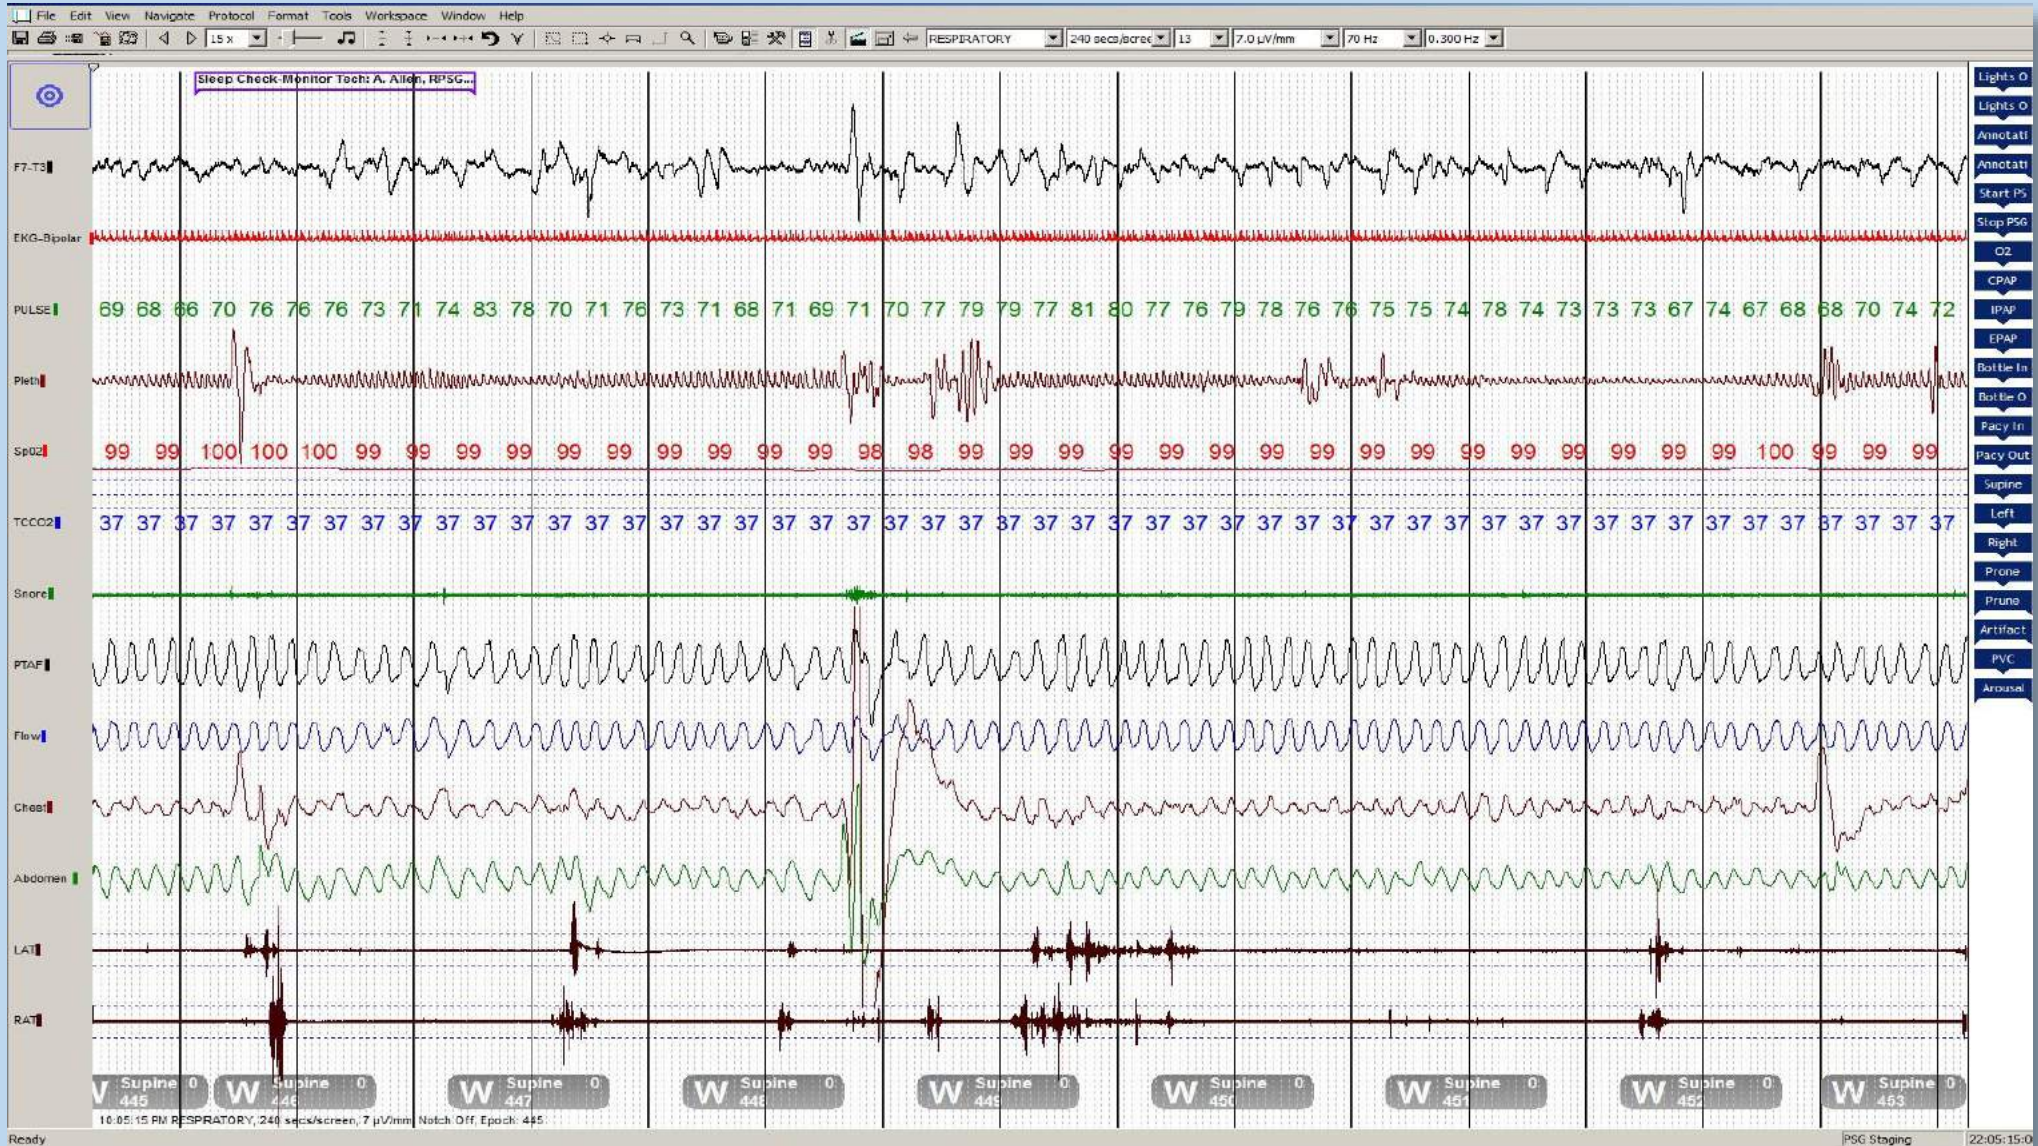 File Edit View Navigate Protocol Format Tools Workspace Window Help
15 x RESPIRATORY 240 secs/scree 13 7.0 µV/mm 70 Hz 0.300 Hz
Sleep Check-Monitor Tech: A. Allen, RPSG...
F7-T3
EKG-Bipolar
PULSE 69 68 66 70 76 76 76 73 71 74 83 78 70 71 76 73 71 68 71 69 71 70 77 79 79 77 81 80 77 76 79 78 76 76 75 75 74 78 74 73 73 73 67 74 67 68 68 70 74 72
Pleth
SpO2 99 99 100 100 100 99 99 99 99 99 99 99 99 99 99 98 98 99 99 99 99 99 99 99 99 99 99 99 99 99 99 99 99 100 99 99 99
TCCO2 37 37 37 37 37 37 37 37 37 37 37 37 37 37 37 37 37 37 37 37 37 37 37 37 37 37 37 37 37 37 37 37 37 37 37 37 37 37 37 37 37 37 37 37 37 37 37 37 37 37
Snore
PTAF
Flow
Chest
Abdomen
LAT
RAT
W Supine 0 W Supine 0 W Supine 0 W Supine 0 W Supine 0 W Supine 0 W Supine 0 W Supine 0 W Supine 0
445 446 447 448 449 450 451 452 453
10:05:15 PM RESPIRATORY, 240 secs/screen, 7 µV/mm Notch Off, Epoch: 445
Lights O
Lights O
Annotati
Annotati
Start PS
Stop PSG
O2
CPAP
IPAP
EPAP
Bottle In
Bottle O
Pacy In
Pacy Out
Supine
Left
Right
Prone
Prune
Artifact
PVC
Arousal
Ready PSG Staging 22:05:15:0